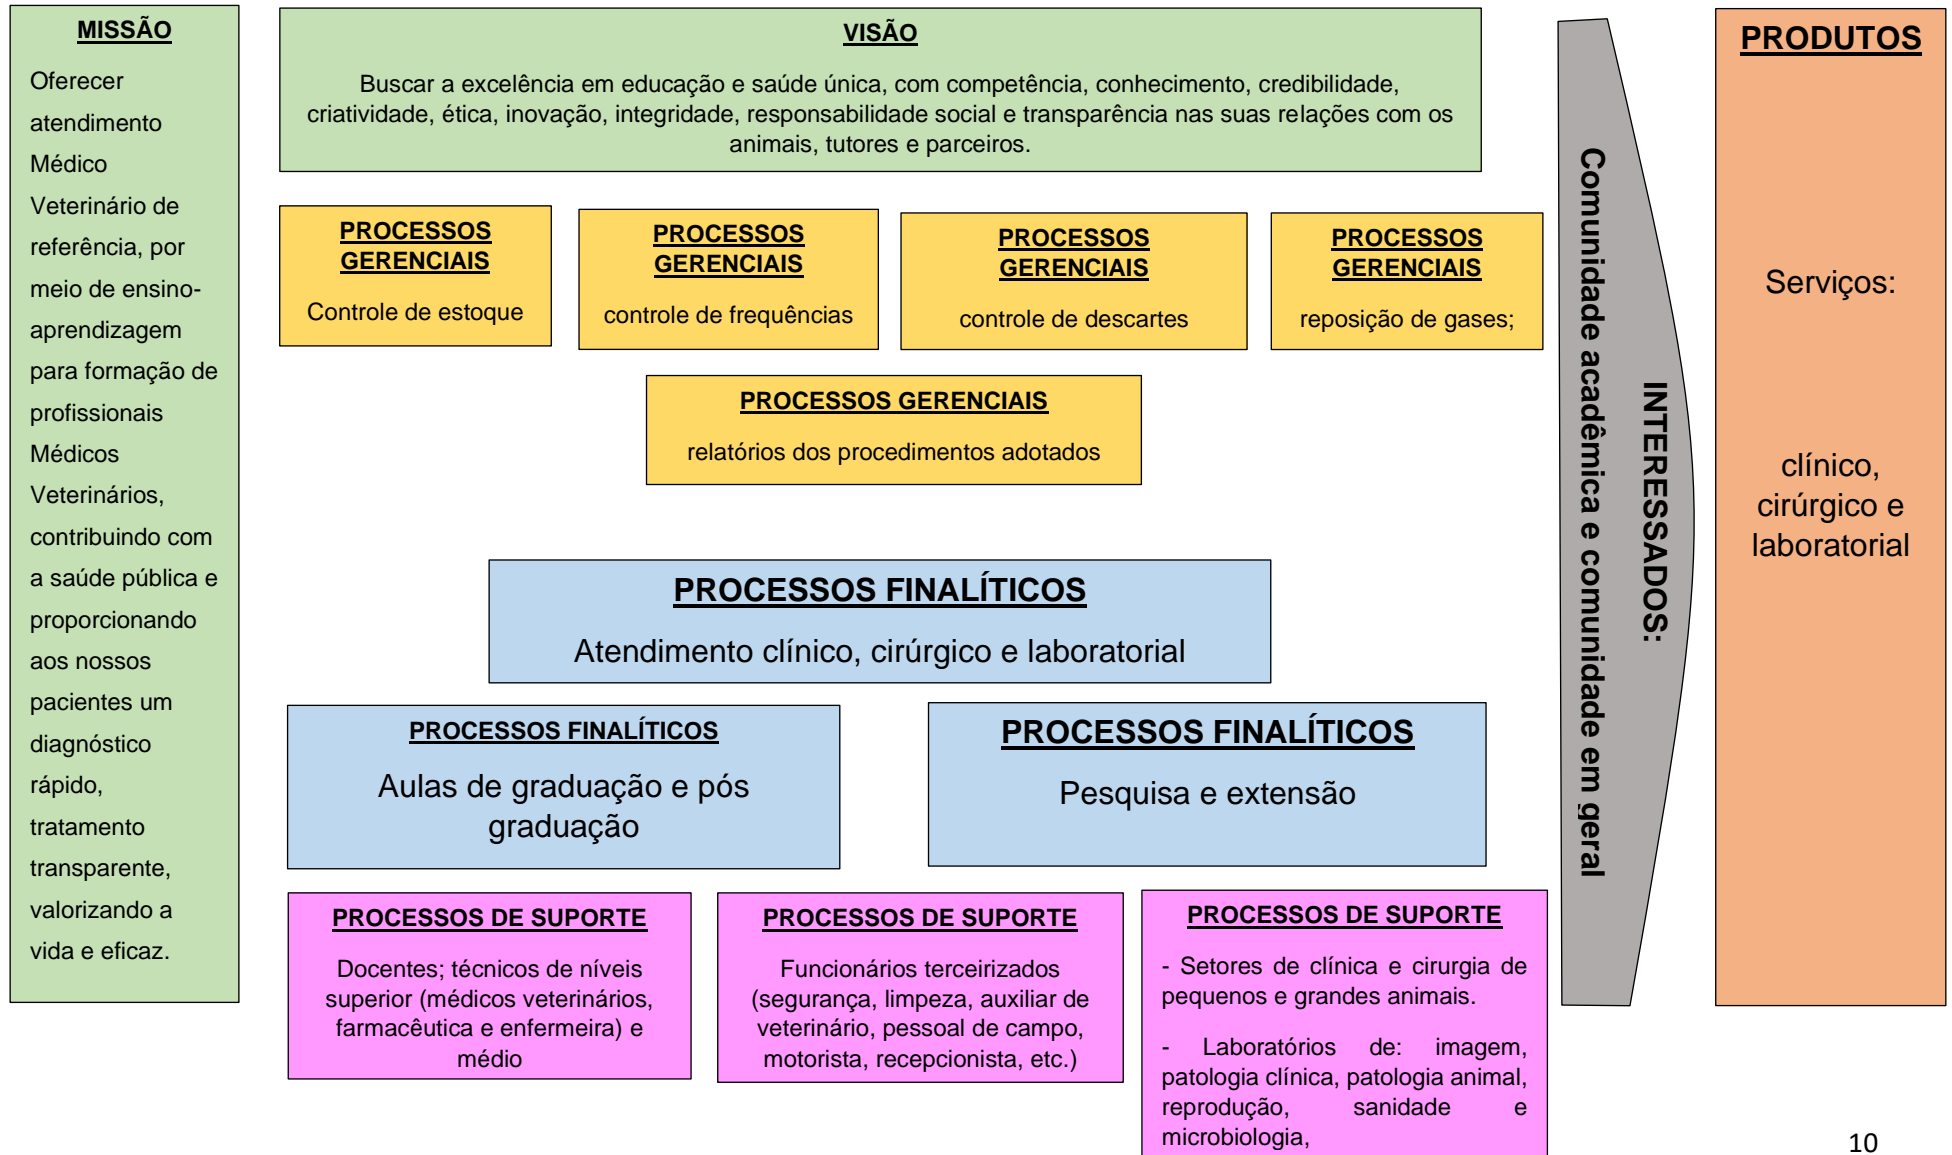 MISSÃO
Oferecer
atendimento
Médico
Veterinário de
referência, por
meio de ensino-
aprendizagem
para formação de
profissionais
Médicos
Veterinários,
contribuindo com
a saúde pública e
proporcionando
aos nossos
pacientes um
diagnóstico
rápido,
tratamento
transparente,
valorizando a
vida e eficaz.
VISÃO
Buscar a excelência em educação e saúde única, com competência, conhecimento, credibilidade,
criatividade, ética, inovação, integridade, responsabilidade social e transparência nas suas relações com os
animais, tutores e parceiros.
PROCESSOS
GERENCIAIS
Controle de estoque
PROCESSOS
GERENCIAIS
controle de frequências
PROCESSOS
GERENCIAIS
controle de descartes
PROCESSOS
GERENCIAIS
reposição de gases;
PROCESSOS GERENCIAIS
relatórios dos procedimentos adotados
PROCESSOS FINALÍTICOS
Atendimento clínico, cirúrgico e laboratorial
PROCESSOS FINALÍTICOS
Aulas de graduação e pós
graduação
PROCESSOS FINALÍTICOS
Pesquisa e extensão
PROCESSOS DE SUPORTE
Docentes; técnicos de níveis
superior (médicos veterinários,
farmacêutica e enfermeira) e
médio
PROCESSOS DE SUPORTE
Funcionários terceirizados
(segurança, limpeza, auxiliar de
veterinário, pessoal de campo,
motorista, recepcionista, etc.)
PROCESSOS DE SUPORTE
- Setores de clínica e cirurgia de
pequenos e grandes animais.
- Laboratórios de: imagem,
patologia clínica, patologia animal,
reprodução, sanidade e
microbiologia,
INTERESSADOS:
Comunidade acadêmica e comunidade em geral
PRODUTOS
Serviços:
clínico,
cirúrgico e
laboratorial
10